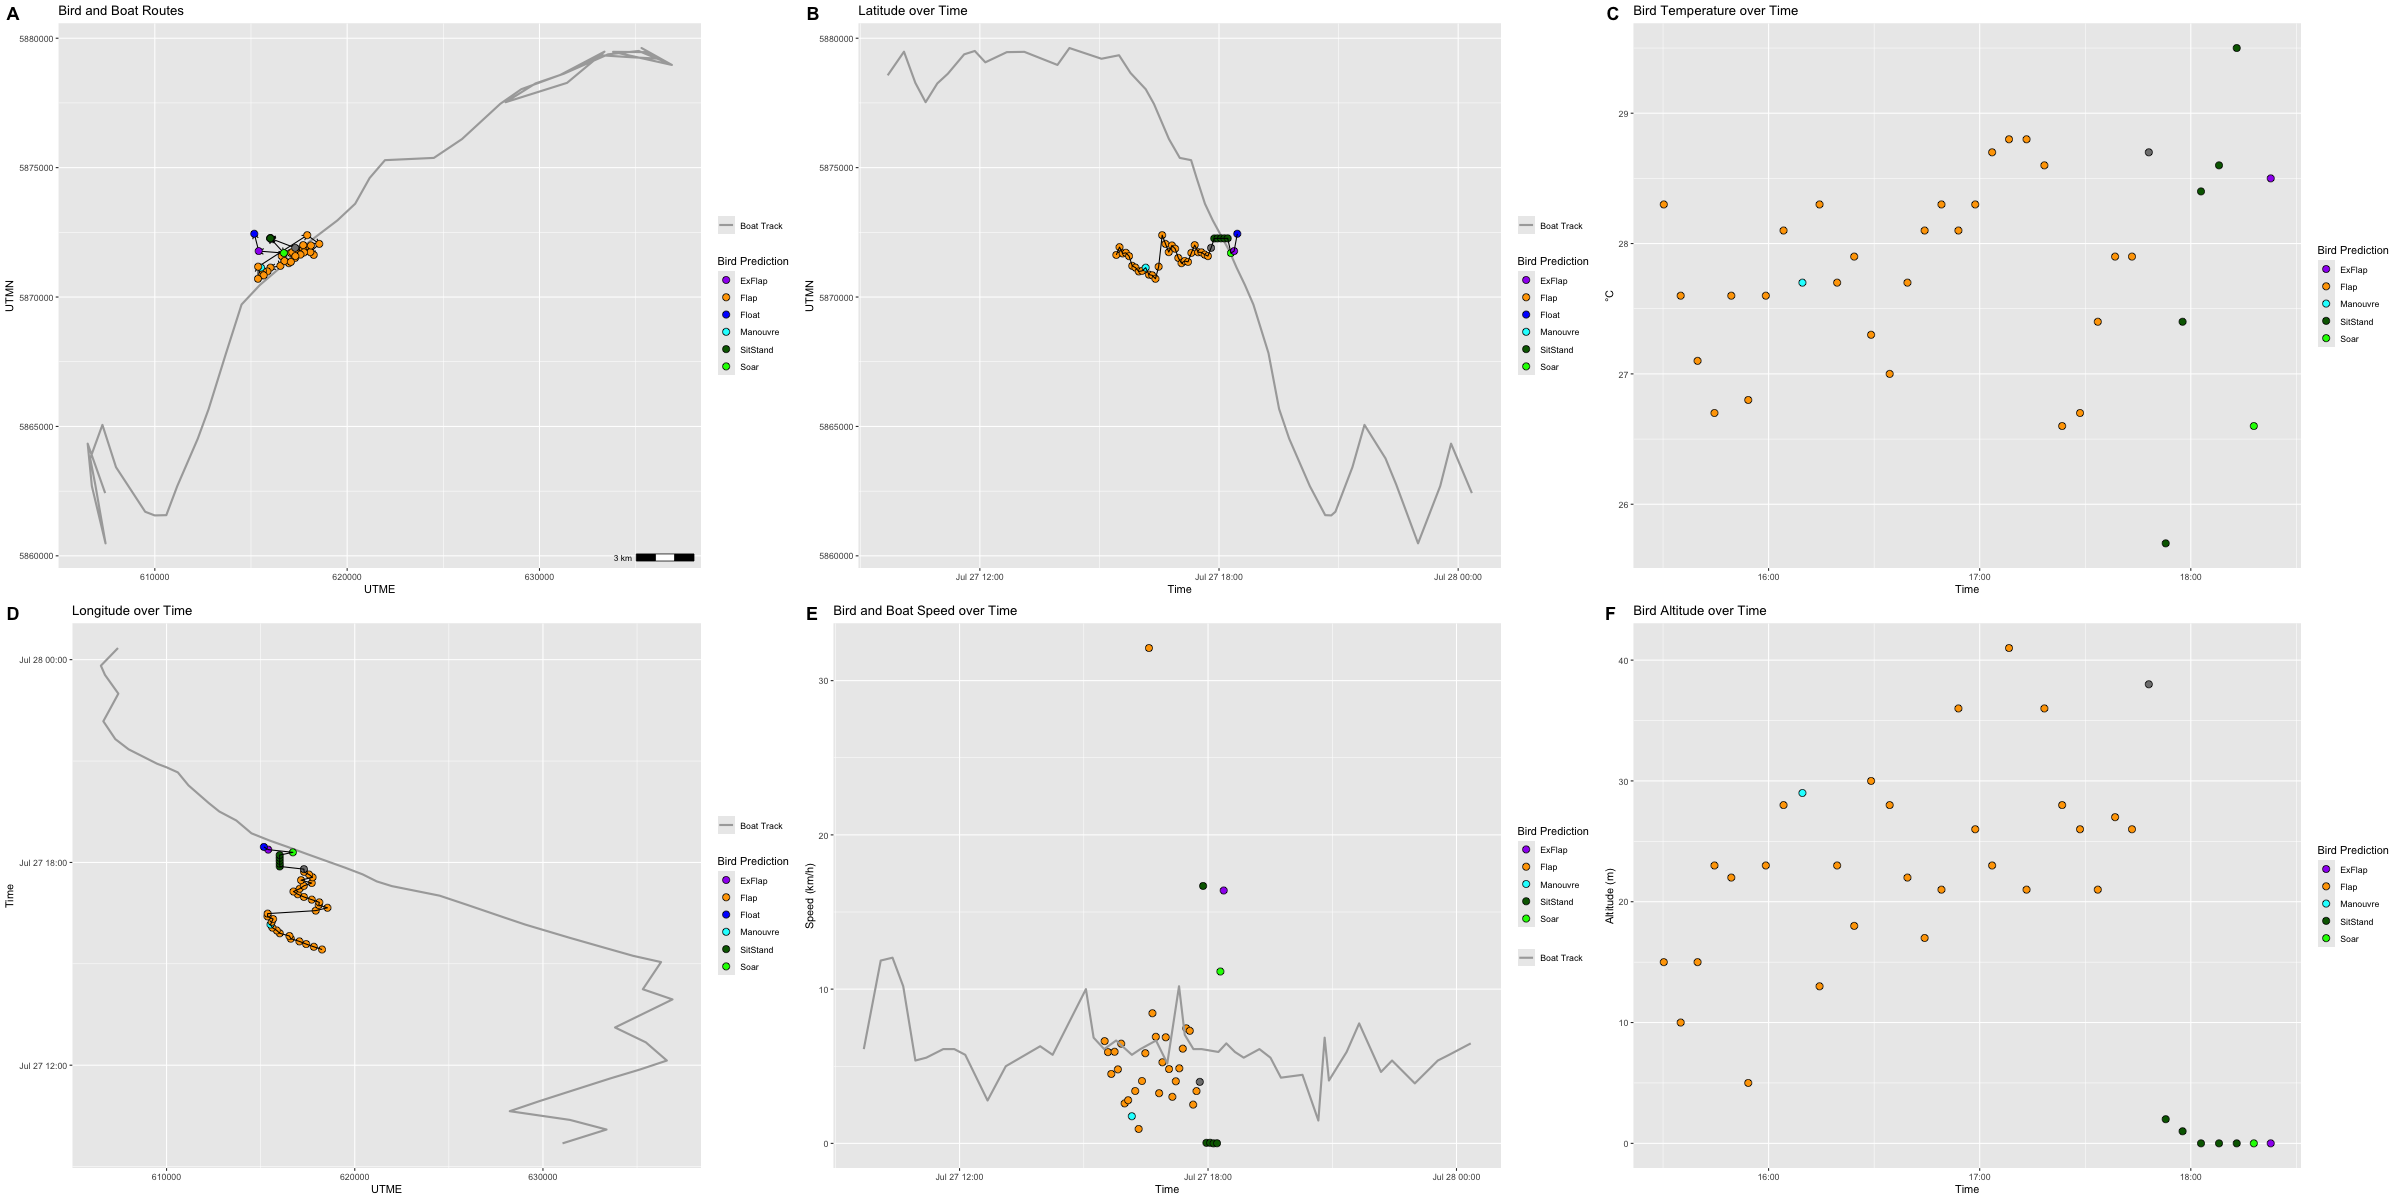 A Bird and Boat Routes
5880000
5875000
5870000
5865000
5860000
UTMN
610000 620000 630000
UTME
3 km
Boat Track
Bird Prediction
ExFlap
Flap
Float
Manouvre
SitStand
Soar
B Latitude over Time
5880000
5875000
5870000
5865000
5860000
UTMN
Jul 27 12:00 Jul 27 18:00 Jul 28 00:00
Time
Boat Track
Bird Prediction
ExFlap
Flap
Float
Manouvre
SitStand
Soar
C Bird Temperature over Time
29
28
27
26
°C
16:00 17:00 18:00
Time
Bird Prediction
ExFlap
Flap
Manouvre
SitStand
Soar
D Longitude over Time
Jul 28 00:00
Jul 27 18:00
Jul 27 12:00
Time
610000 620000 630000
UTME
Boat Track
Bird Prediction
ExFlap
Flap
Float
Manouvre
SitStand
Soar
E Bird and Boat Speed over Time
30
20
10
0
Speed (km/h)
Jul 27 12:00 Jul 27 18:00 Jul 28 00:00
Time
Bird Prediction
ExFlap
Flap
Manouvre
SitStand
Soar
Boat Track
F Bird Altitude over Time
40
30
20
10
0
Altitude (m)
16:00 17:00 18:00
Time
Bird Prediction
ExFlap
Flap
Manouvre
SitStand
Soar